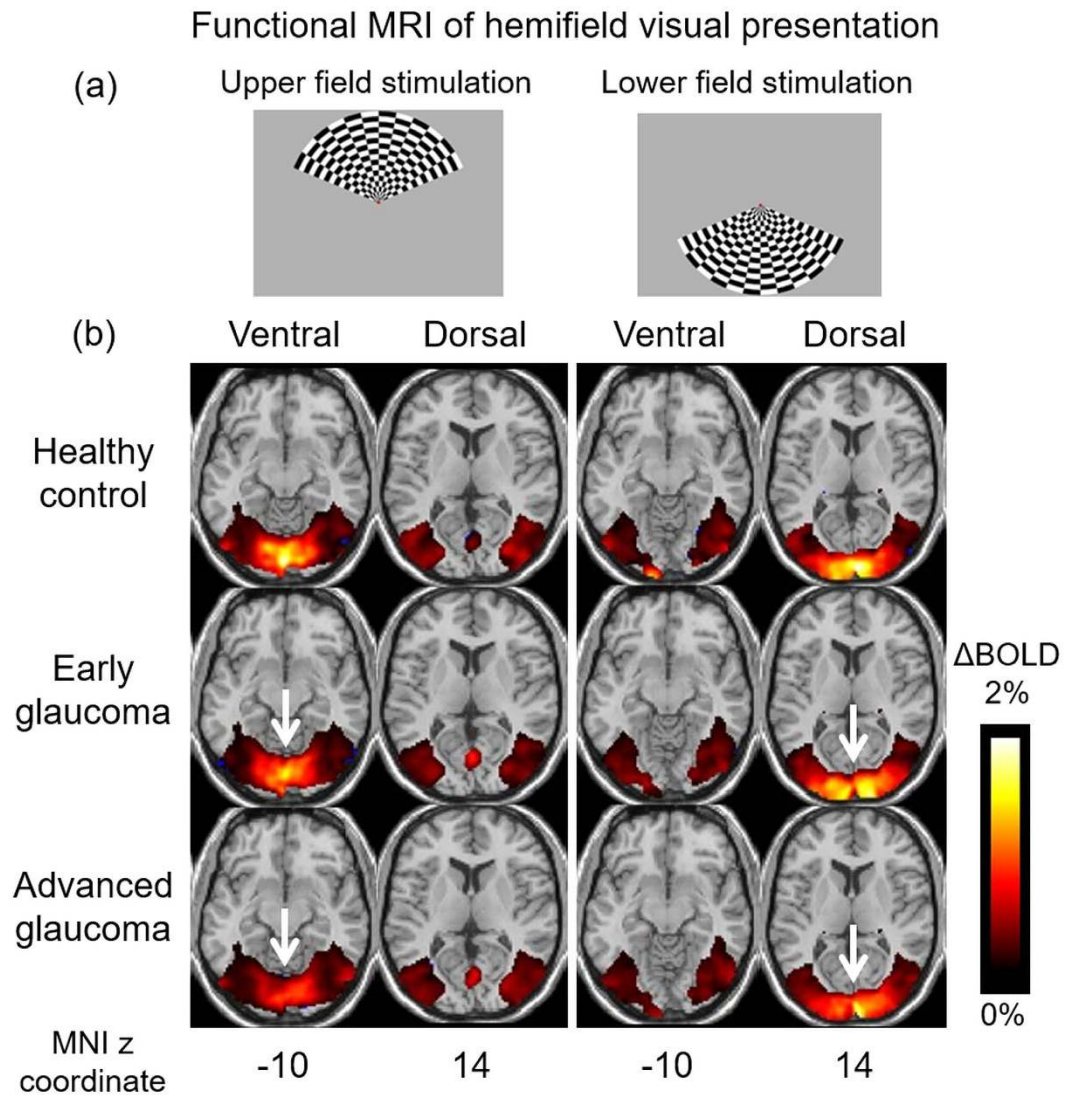 Functional MRI of hemifield visual presentation
(a)
Upper field stimulation
Lower field stimulation
(b)
Ventral
Dorsal
Ventral
Dorsal
Healthy
control
Early
glaucoma
Advanced
glaucoma
ΔBOLD
2%
0%
MNI z
coordinate
-10
14
-10
14